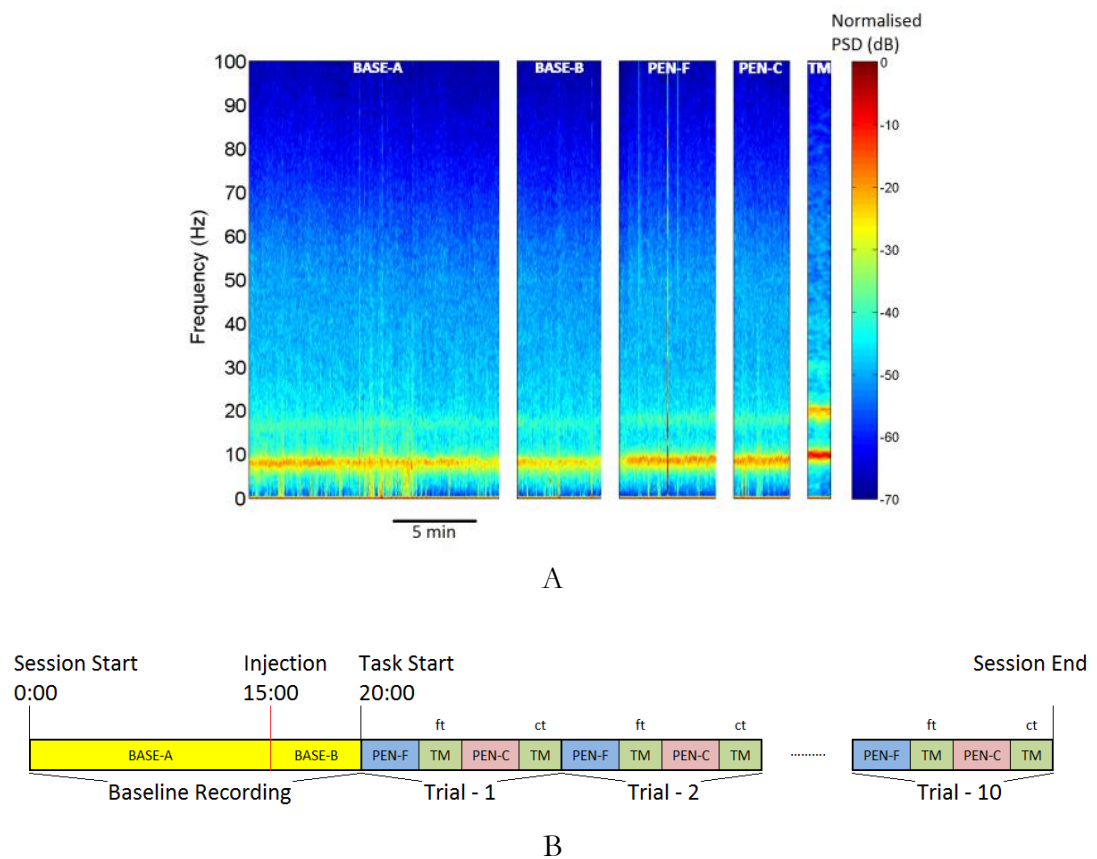 Normalised
PSD (dB)
BASE-A BASE-B PEN-F PEN-C TM
Frequency (Hz)
100
90
80
70
60
50
40
30
20
10
0
0
-10
-20
-30
-40
-50
-60
-70
5 min
A
Session Start Injection Task Start Session End
0:00 15:00 20:00
ft ct ft ct ft ct
BASE-A BASE-B PEN-F TM PEN-C TM PEN-F TM PEN-C TM .......... PEN-F TM PEN-C TM
Baseline Recording Trial - 1 Trial - 2 Trial - 10
B